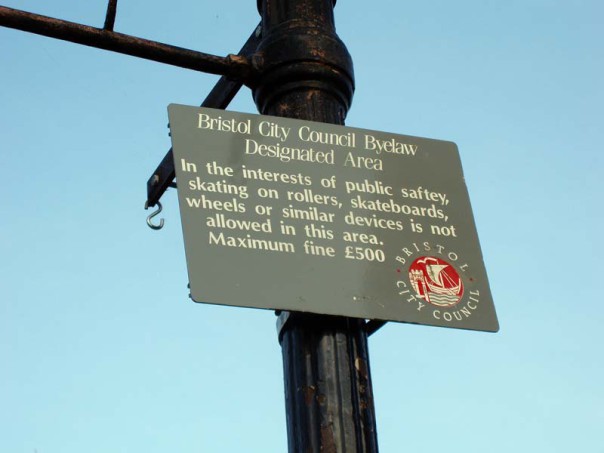 Bristol City Council Byelaw
Designated Area
In the interests of public saftey,
skating on rollers, skateboards,
wheels or similar devices is not
allowed in this area.
Maximum fine £500
BRISTOL
CITY COUNCIL